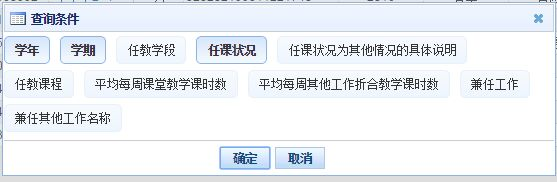 查询条件
学年 学期 任教学段 任课状况 任课状况为其他情况的具体说明
任教课程 平均每周课堂教学课时数 平均每周其他工作折合教学课时数 兼任工作
兼任其他工作名称
确定 取消